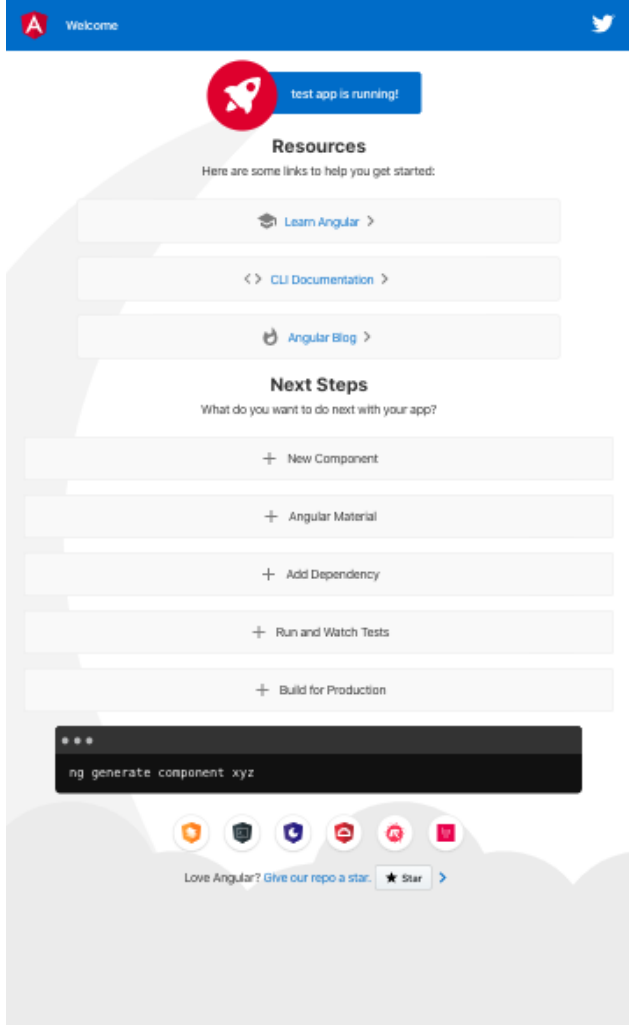 Welcome
test app is running!
Resources
Here are some links to help you get started:
Learn Angular
CLI Documentation
Angular Blog
Next Steps
What do you want to do next with your app?
New Component
Angular Material
Add Dependency
Run and Watch Tests
Build for Production
ng generate component xyz
Love Angular? Give our repo a star. Star